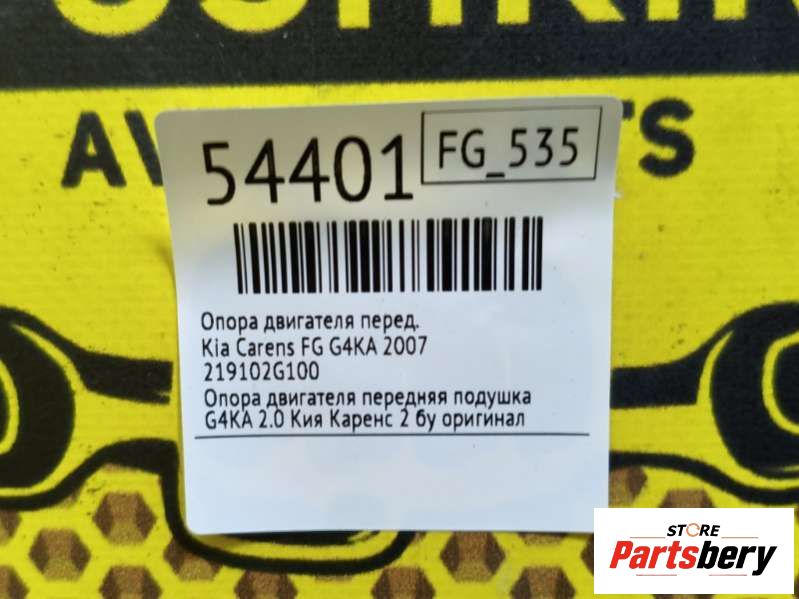 54401
FG_535
Опора двигателя перед.
Kia Carens FG G4KA 2007
219102G100
Опора двигателя передняя подушка
G4KA 2.0 Кия Каренс 2 бу оригинал
STORE
Partsbery